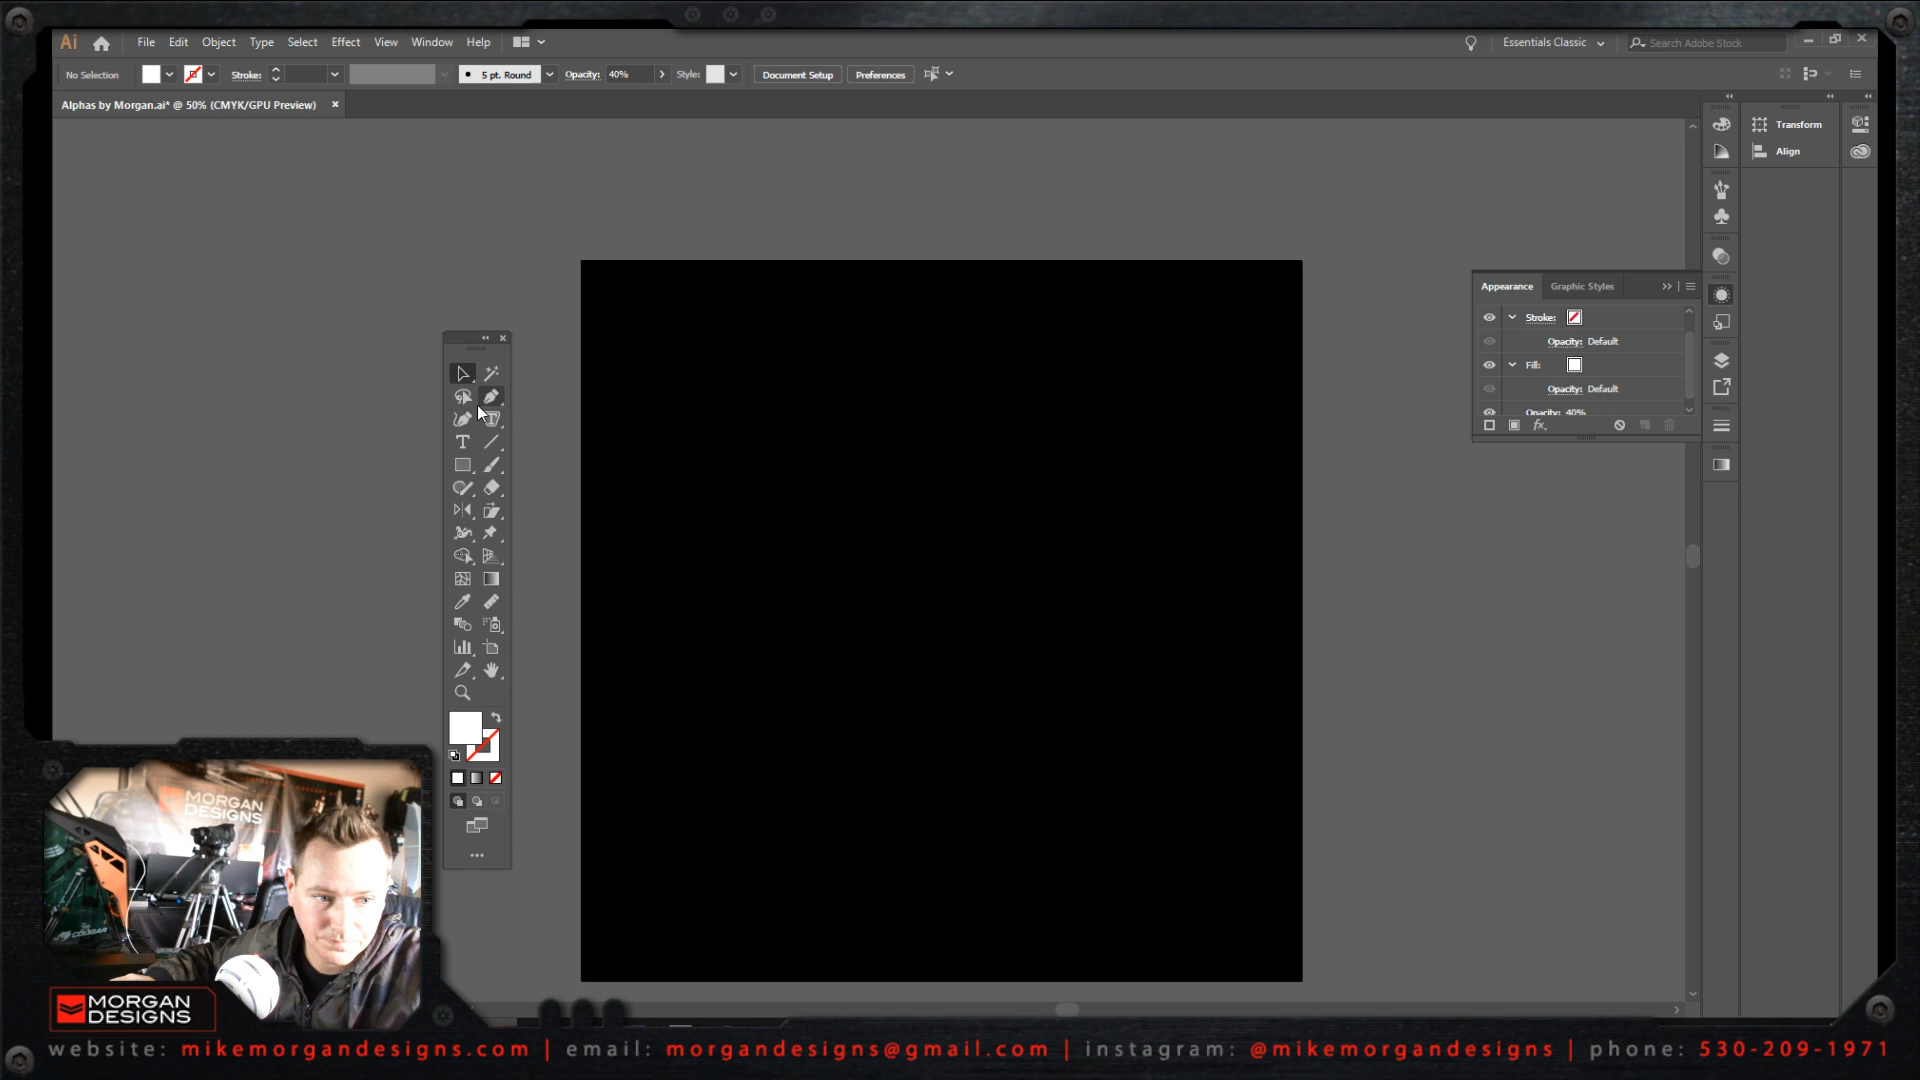 Ai File Edit Object Type Select Effect View Window Help Essentials Classic Search Adobe Stock
No Selection Stroke: 5 pt. Round Opacity: 40% Style: Document Setup Preferences
Alphas by Morgan.ai* @ 50% (CMYK/GPU Preview)
Transform
Align
Appearance Graphic Styles
Stroke:
Opacity: Default
Fill:
Opacity: Default
Opacity: 40%
fx.
MORGAN
DESIGNS
COUGAR
MORGAN
DESIGNS
website: mikemorgandesigns.com | email: morgandesigns@gmail.com | instagram: @mikemorgandesigns | phone: 530-209-1971